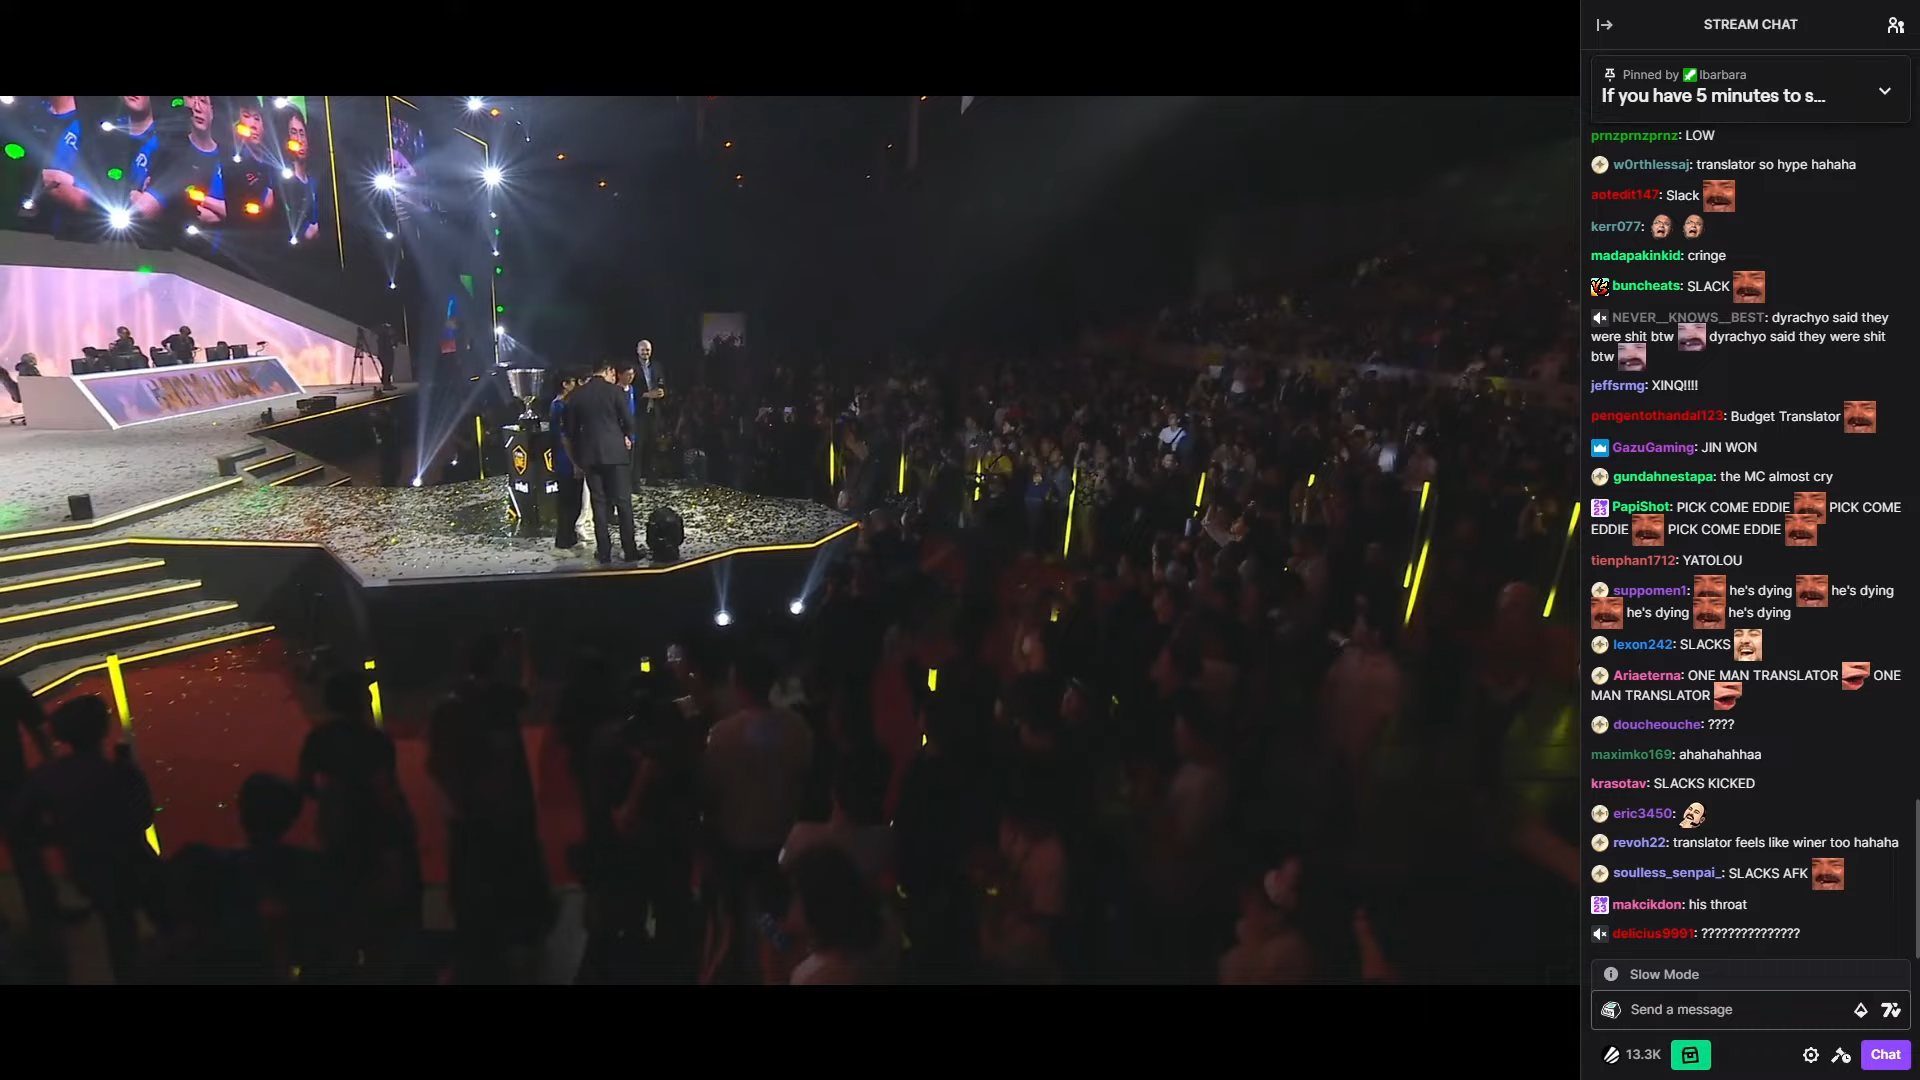 STREAM CHAT
Pinned by Ibarbara
If you have 5 minutes to s...
prnzprnzprnz: LOW
w0rthlessaj: translator so hype hahaha
aotedit147: Slack
kerr077:
madapakinkid: cringe
buncheats: SLACK
NEVER__KNOWS__BEST: dyrachyo said they
were shit btw dyrachyo said they were shit
btw
jeffsrmg: XINQ!!!!
pengentothandal123: Budget Translator
GazuGaming: JIN WON
gundahnestapa: the MC almost cry
PapiShot: PICK COME EDDIE PICK COME
EDDIE PICK COME EDDIE
tienphan1712: YATOLOU
suppomen1: he's dying he's dying
he's dying he's dying
lexon242: SLACKS
Ariaeterna: ONE MAN TRANSLATOR ONE
MAN TRANSLATOR
doucheouche: ????
maximko169: ahahahahhaa
krasotav: SLACKS KICKED
eric3450:
revoh22: translator feels like winer too hahaha
soulless_senpai_: SLACKS AFK
makcikdon: his throat
delicius9991: ???????????????
Slow Mode
Send a message
13.3K
Chat
intel